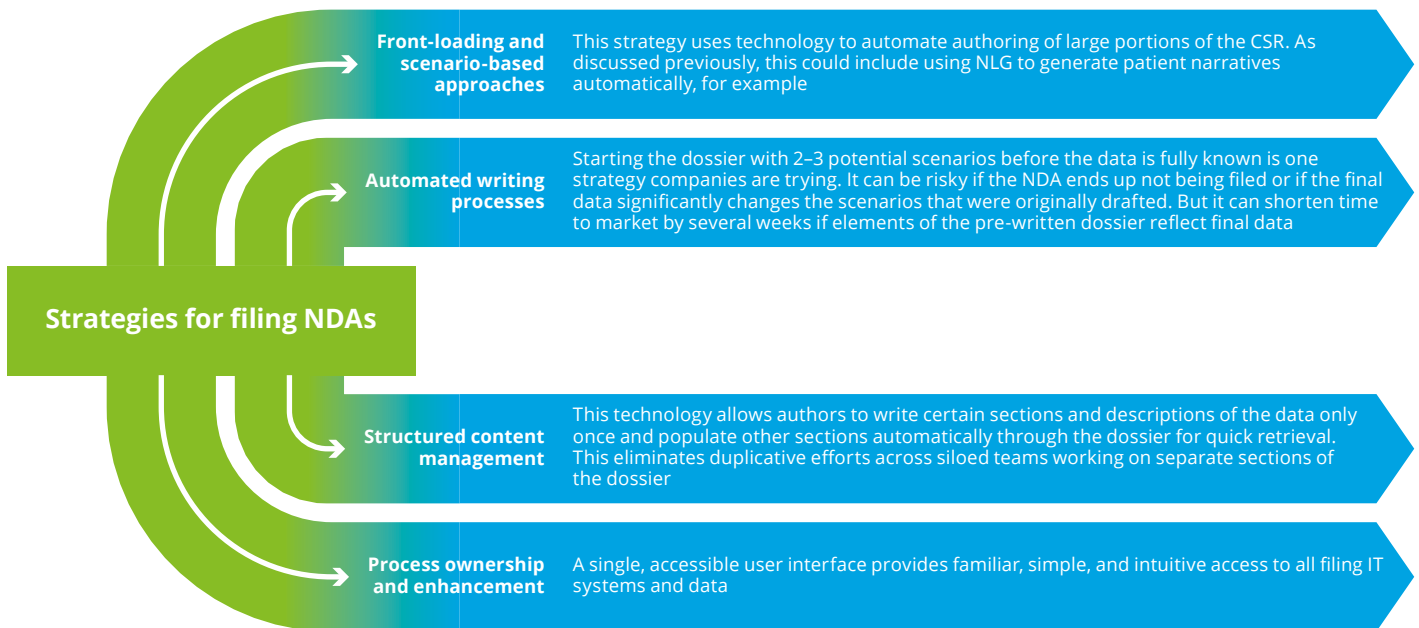 Front-loading and
scenario-based
approaches
This strategy uses technology to automate authoring of large portions of the CSR. As
discussed previously, this could include using NLG to generate patient narratives
automatically, for example
Automated writing
processes
Starting the dossier with 2–3 potential scenarios before the data is fully known is one
strategy companies are trying. It can be risky if the NDA ends up not being filed or if the final
data significantly changes the scenarios that were originally drafted. But it can shorten time
to market by several weeks if elements of the pre-written dossier reflect final data
Strategies for filing NDAs
Structured content
management
This technology allows authors to write certain sections and descriptions of the data only
once and populate other sections automatically through the dossier for quick retrieval.
This eliminates duplicative efforts across siloed teams working on separate sections of
the dossier
Process ownership
and enhancement
A single, accessible user interface provides familiar, simple, and intuitive access to all filing IT
systems and data